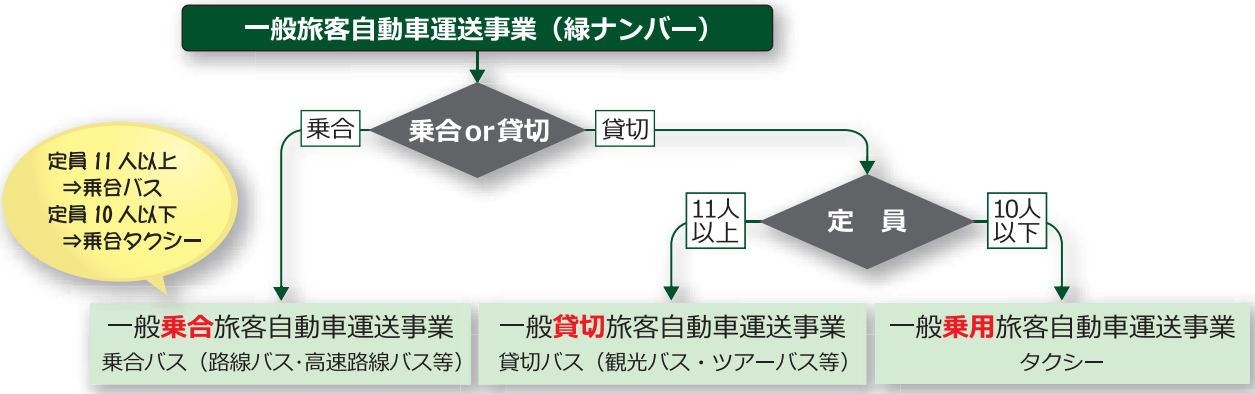 一般旅客自動車運送事業（緑ナンバー）
乗合
乗合or貸切
貸切
定員11人以上
⇒乗合バス
定員10人以下
⇒乗合タクシー
11人
以上
定　員
10人
以下
一般乗合旅客自動車運送事業
乗合バス（路線バス･高速路線バス等）
一般貸切旅客自動車運送事業
貸切バス（観光バス・ツアーバス等）
一般乗用旅客自動車運送事業
タクシー